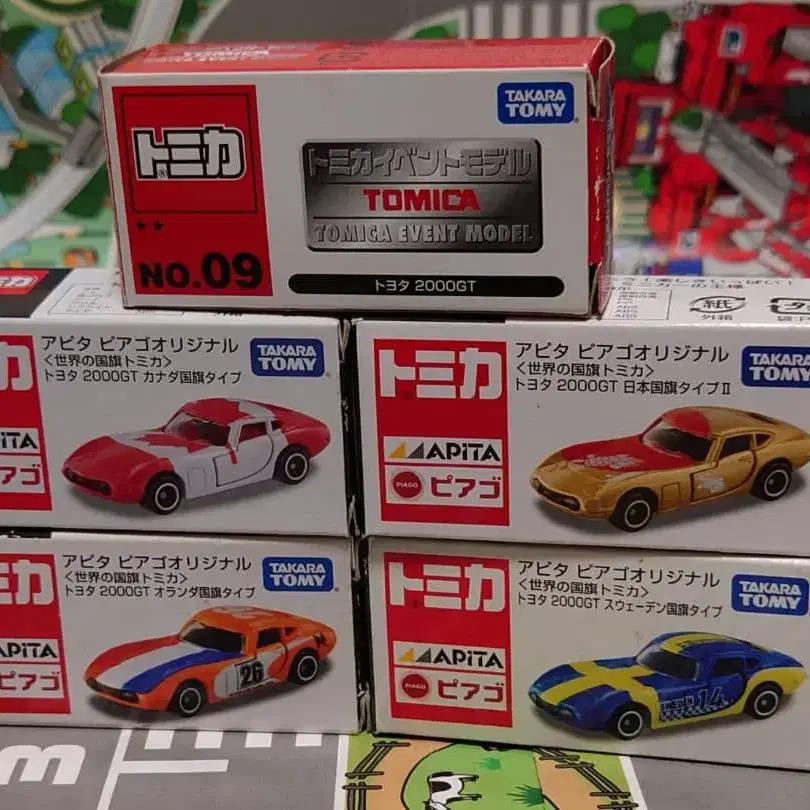 トミカ
NO.09
トミカイベントモデル
TOMICA
TOMICA EVENT MODEL
トヨタ 2000GT
TAKARA
TOMY
アピタ ピアゴオリジナル
〈世界の国旗トミカ〉
トヨタ 2000GT カナダ国旗タイプ
TAKARA
TOMY
ピアゴ
紙
外箱
トミカ
APITA
PIAGO
ピアゴ
アピタ ピアゴオリジナル
〈世界の国旗トミカ〉
トヨタ 2000GT 日本国旗タイプⅡ
TAKARA
TOMY
ミカ
ピアゴ
アピタ ピアゴオリジナル
〈世界の国旗トミカ〉
トヨタ 2000GT オランダ国旗タイプ
TAKARA
TOMY
26
トミカ
APITA
PIAGO
ピアゴ
アピタ ピアゴオリジナル
〈世界の国旗トミカ〉
トヨタ 2000GT スウェーデン国旗タイプ
TAKARA
TOMY
SWEDEN 14